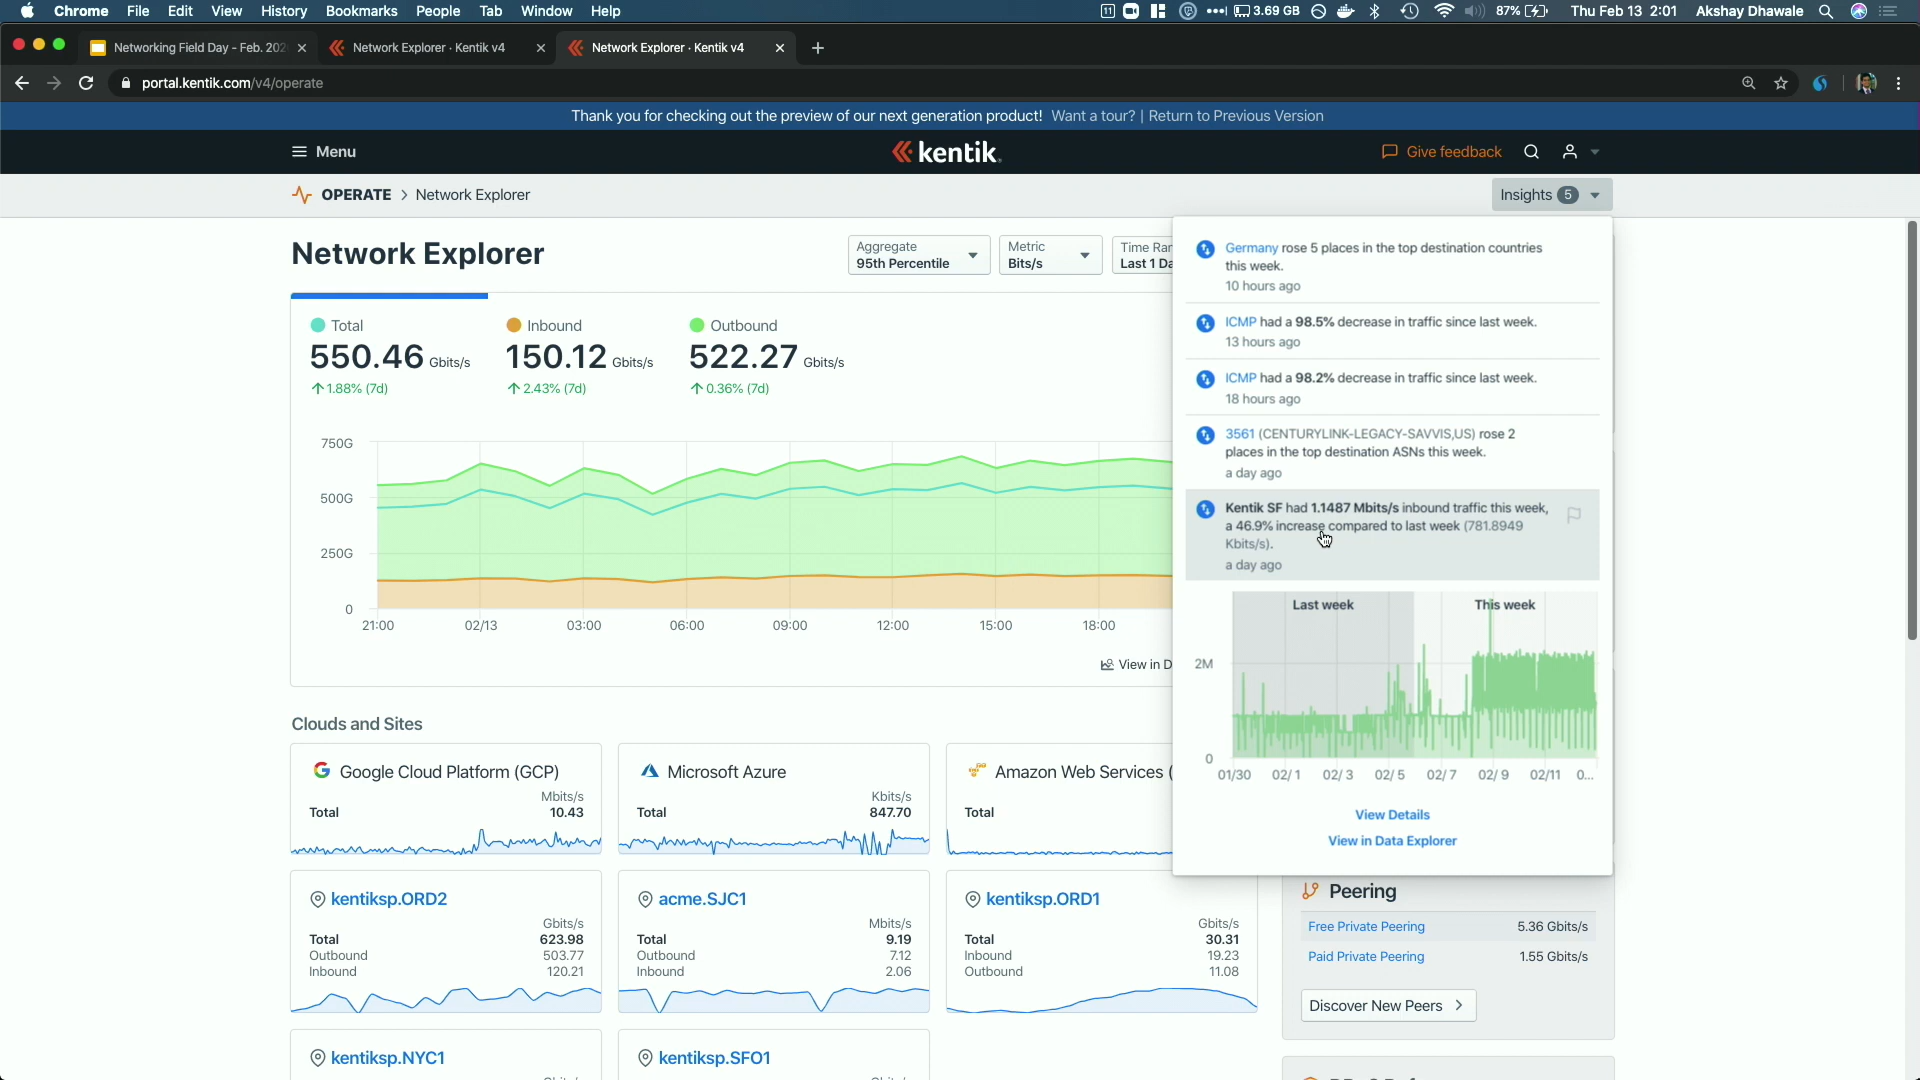 Chrome File Edit View History Bookmarks People Tab Window Help
11 3.69 GB 87% Thu Feb 13 2:01 Akshay Dhawale
Networking Field Day - Feb. 202
Network Explorer · Kentik v4
Network Explorer · Kentik v4
portal.kentik.com/v4/operate
Thank you for checking out the preview of our next generation product! Want a tour? | Return to Previous Version
Menu
kentik
Give feedback
OPERATE > Network Explorer
Insights 5
Network Explorer
Aggregate
95th Percentile
Metric
Bits/s
Time Ran
Last 1 Da
Total
550.46 Gbits/s
1.88% (7d)
Inbound
150.12 Gbits/s
2.43% (7d)
Outbound
522.27 Gbits/s
0.36% (7d)
750G
500G
250G
0
21:00 02/13 03:00 06:00 09:00 12:00 15:00 18:00
View in D
Germany rose 5 places in the top destination countries
this week.
10 hours ago
ICMP had a 98.5% decrease in traffic since last week.
13 hours ago
ICMP had a 98.2% decrease in traffic since last week.
18 hours ago
3561 (CENTURYLINK-LEGACY-SAVVIS,US) rose 2
places in the top destination ASNs this week.
a day ago
Kentik SF had 1.1487 Mbits/s inbound traffic this week,
a 46.9% increase compared to last week (781.8949
Kbits/s).
a day ago
Last week This week
2M
0
01/30 02/ 1 02/ 3 02/ 5 02/ 7 02/ 9 02/11 0...
View Details
View in Data Explorer
Clouds and Sites
Google Cloud Platform (GCP)
Mbits/s
Total 10.43
Microsoft Azure
Kbits/s
Total 847.70
Amazon Web Services (
Total
kentiksp.ORD2
Gbits/s
Total 623.98
Outbound 503.77
Inbound 120.21
acme.SJC1
Mbits/s
Total 9.19
Outbound 7.12
Inbound 2.06
kentiksp.ORD1
Gbits/s
Total 30.31
Inbound 19.23
Outbound 11.08
kentiksp.NYC1
kentiksp.SFO1
Peering
Free Private Peering 5.36 Gbits/s
Paid Private Peering 1.55 Gbits/s
Discover New Peers >